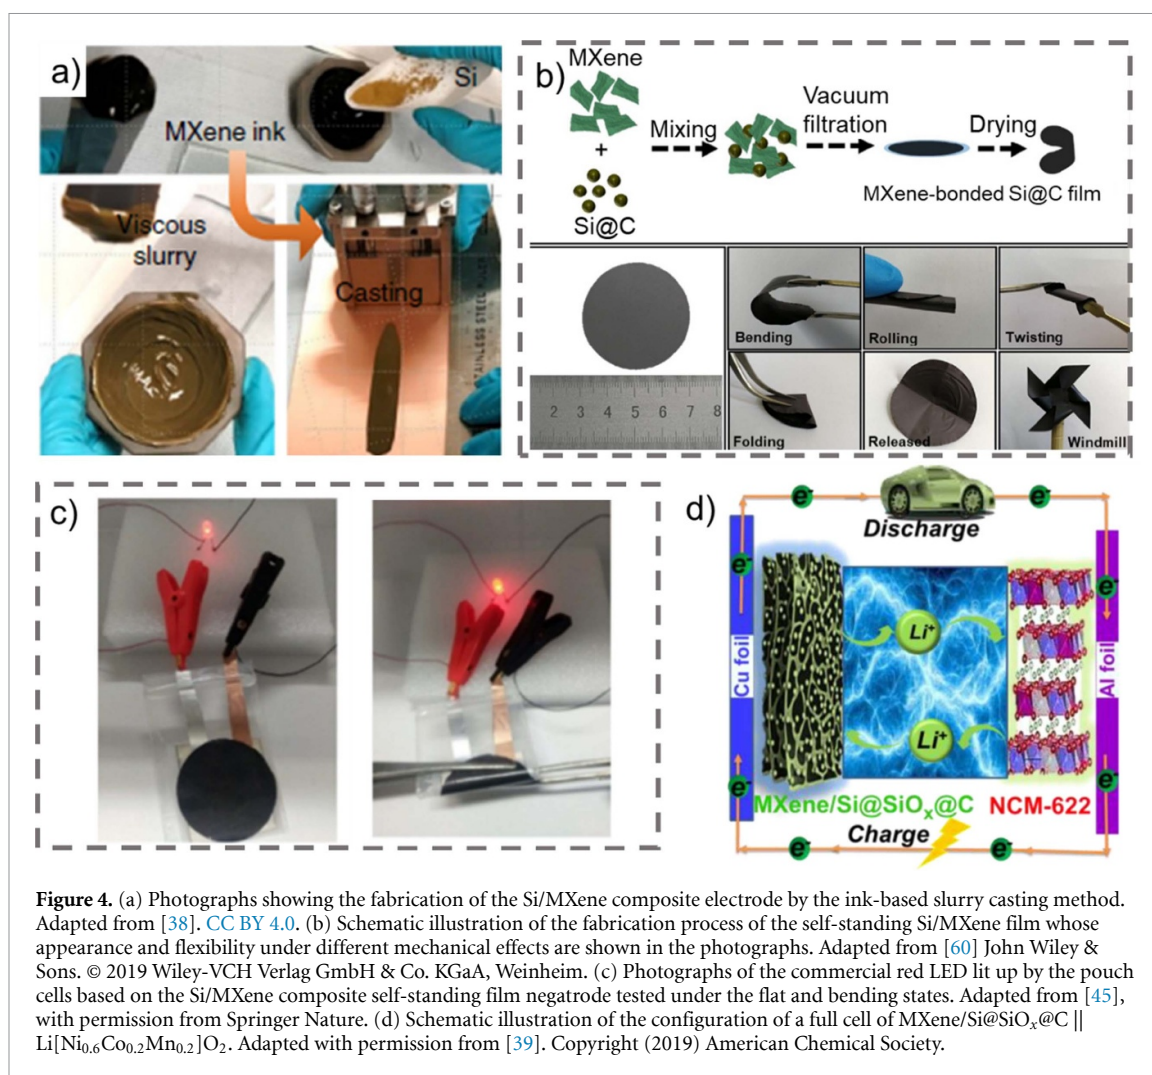 a)
Si
MXene ink
Viscous
slurry
Casting
STAINLESS STEEL RULER
b)
MXene
+
Si@C
Mixing
Vacuum
filtration
Drying
MXene-bonded Si@C film
2 3 4 5 6 7 8
Bending
Rolling
Twisting
Folding
Released
Windmill
c)
d)
e⁻ e⁻
Discharge
e⁻ e⁻
Cu foil
Li⁺
Al foil
Li⁺
e⁻ e⁻
MXene/Si@SiOₓ@C NCM-622
Charge
e⁻ e⁻
Figure 4. (a) Photographs showing the fabrication of the Si/MXene composite electrode by the ink-based slurry casting method.
Adapted from [38]. CC BY 4.0. (b) Schematic illustration of the fabrication process of the self-standing Si/MXene film whose
appearance and flexibility under different mechanical effects are shown in the photographs. Adapted from [60] John Wiley &
Sons. © 2019 Wiley-VCH Verlag GmbH & Co. KGaA, Weinheim. (c) Photographs of the commercial red LED lit up by the pouch
cells based on the Si/MXene composite self-standing film negatrode tested under the flat and bending states. Adapted from [45],
with permission from Springer Nature. (d) Schematic illustration of the configuration of a full cell of MXene/Si@SiOₓ@C ||
Li[Ni₀.₆Co₀.₂Mn₀.₂]O₂. Adapted with permission from [39]. Copyright (2019) American Chemical Society.